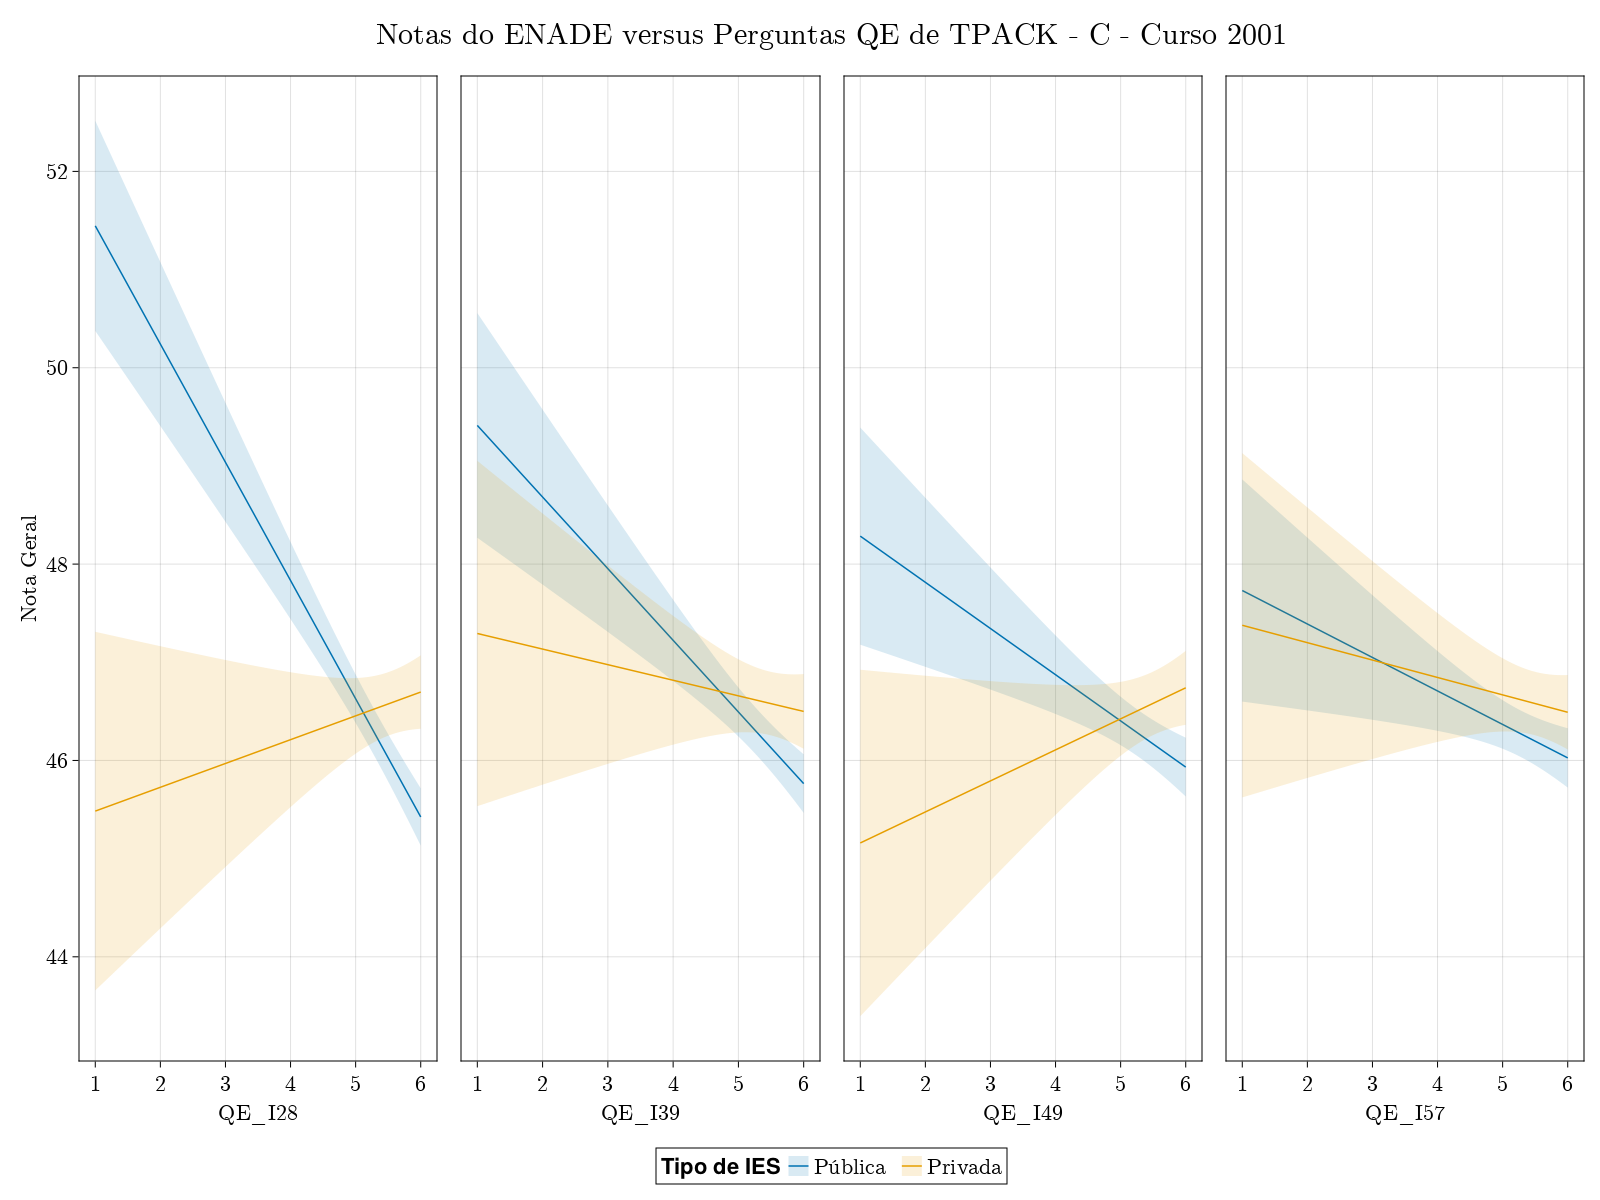 Notas do ENADE versus Perguntas QE de TPACK - C - Curso 2001
Nota Geral
52
50
48
46
44
1 2 3 4 5 6
1 2 3 4 5 6
1 2 3 4 5 6
1 2 3 4 5 6
QE_I28
QE_I39
QE_I49
QE_I57
Tipo de IES Pública Privada